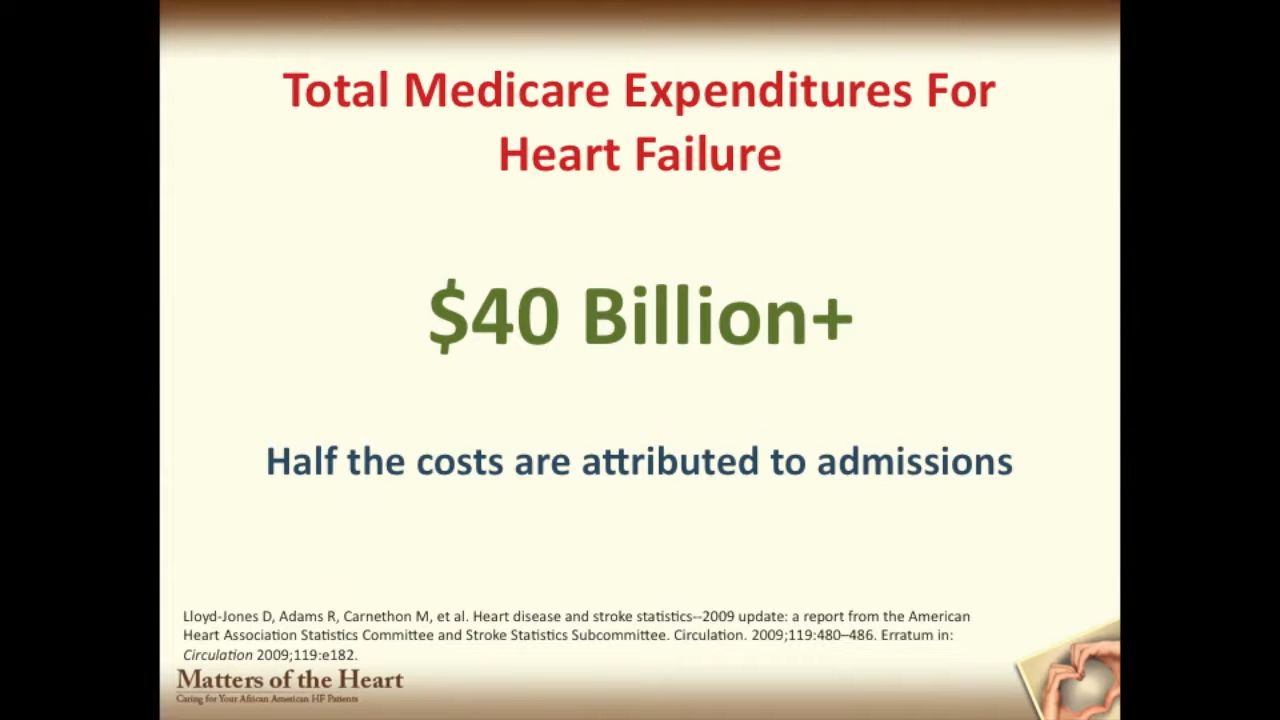 Total Medicare Expenditures For
Heart Failure
$40 Billion+
Half the costs are attributed to admissions
Lloyd-Jones D, Adams R, Carnethon M, et al. Heart disease and stroke statistics--2009 update: a report from the American
Heart Association Statistics Committee and Stroke Statistics Subcommittee. Circulation. 2009;119:480–486. Erratum in:
Circulation 2009;119:e182.
Matters of the Heart
Caring for Your African American HF Patients